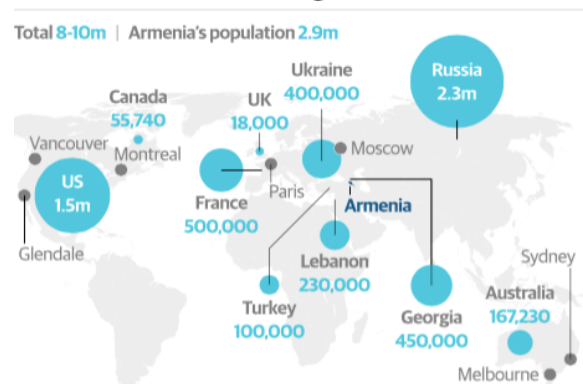 Total 8-10m | Armenia's population 2.9m
Ukraine
400,000
Russia
2.3m
Canada
55,740
UK
18,000
Vancouver
Montreal
Moscow
US
1.5m
Paris
France
500,000
Armenia
Glendale
Lebanon
230,000
Sydney
Turkey
100,000
Georgia
450,000
Australia
167,230
Melbourne